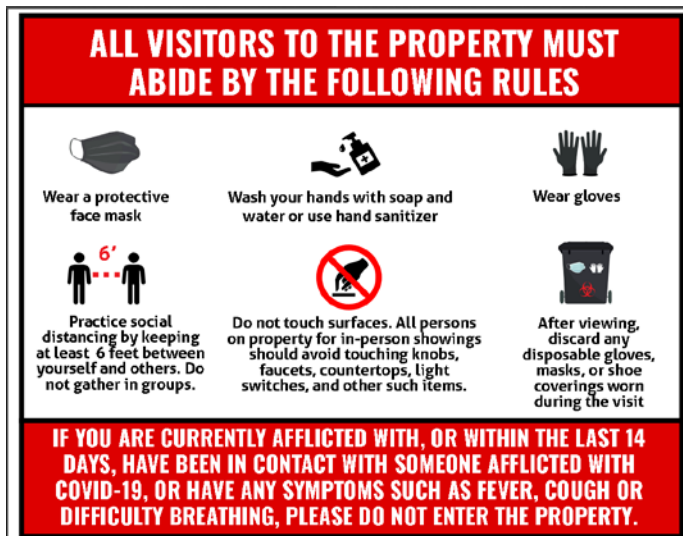 ALL VISITORS TO THE PROPERTY MUST
ABIDE BY THE FOLLOWING RULES
Wear a protective
face mask
Wash your hands with soap and
water or use hand sanitizer
Wear gloves
6'
Practice social
distancing by keeping
at least 6 feet between
yourself and others. Do
not gather in groups.
Do not touch surfaces. All persons
on property for in-person showings
should avoid touching knobs,
faucets, countertops, light
switches, and other such items.
After viewing,
discard any
disposable gloves,
masks, or shoe
coverings worn
during the visit
IF YOU ARE CURRENTLY AFFLICTED WITH, OR WITHIN THE LAST 14
DAYS, HAVE BEEN IN CONTACT WITH SOMEONE AFFLICTED WITH
COVID-19, OR HAVE ANY SYMPTOMS SUCH AS FEVER, COUGH OR
DIFFICULTY BREATHING, PLEASE DO NOT ENTER THE PROPERTY.